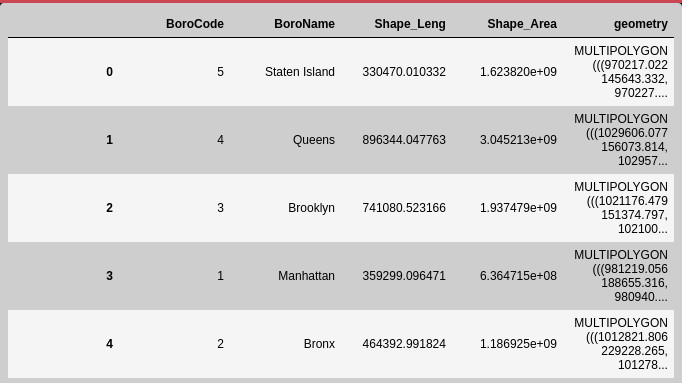 BoroCode BoroName Shape_Leng Shape_Area geometry
0 5 Staten Island 330470.010332 1.623820e+09 MULTIPOLYGON
(((970217.022
145643.332,
970227....
1 4 Queens 896344.047763 3.045213e+09 MULTIPOLYGON
(((1029606.077
156073.814,
102957...
2 3 Brooklyn 741080.523166 1.937479e+09 MULTIPOLYGON
(((1021176.479
151374.797,
102100...
3 1 Manhattan 359299.096471 6.364715e+08 MULTIPOLYGON
(((981219.056
188655.316,
980940....
4 2 Bronx 464392.991824 1.186925e+09 MULTIPOLYGON
(((1012821.806
229228.265,
101278...